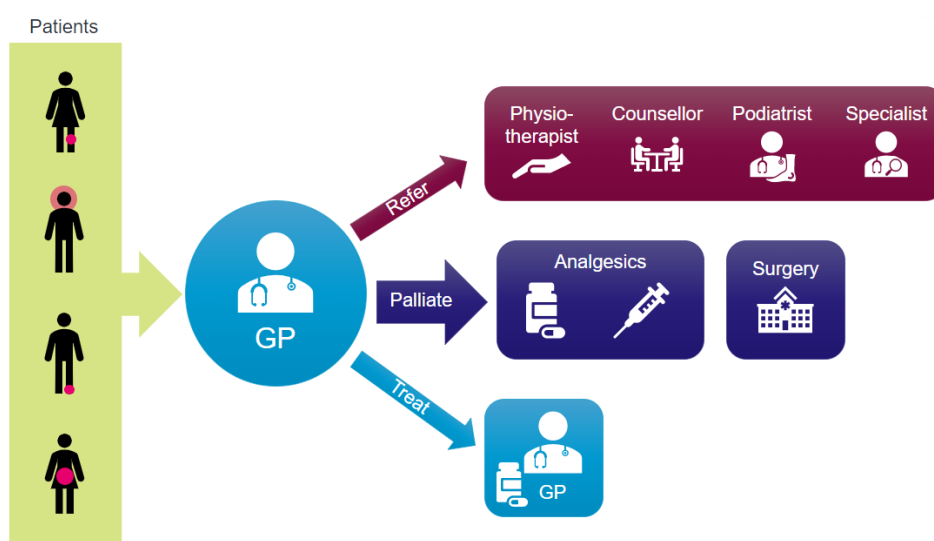 Patients
Physio-
therapist
Counsellor
Podiatrist
Specialist
Refer
GP
Palliate
Analgesics
Surgery
Treat
GP